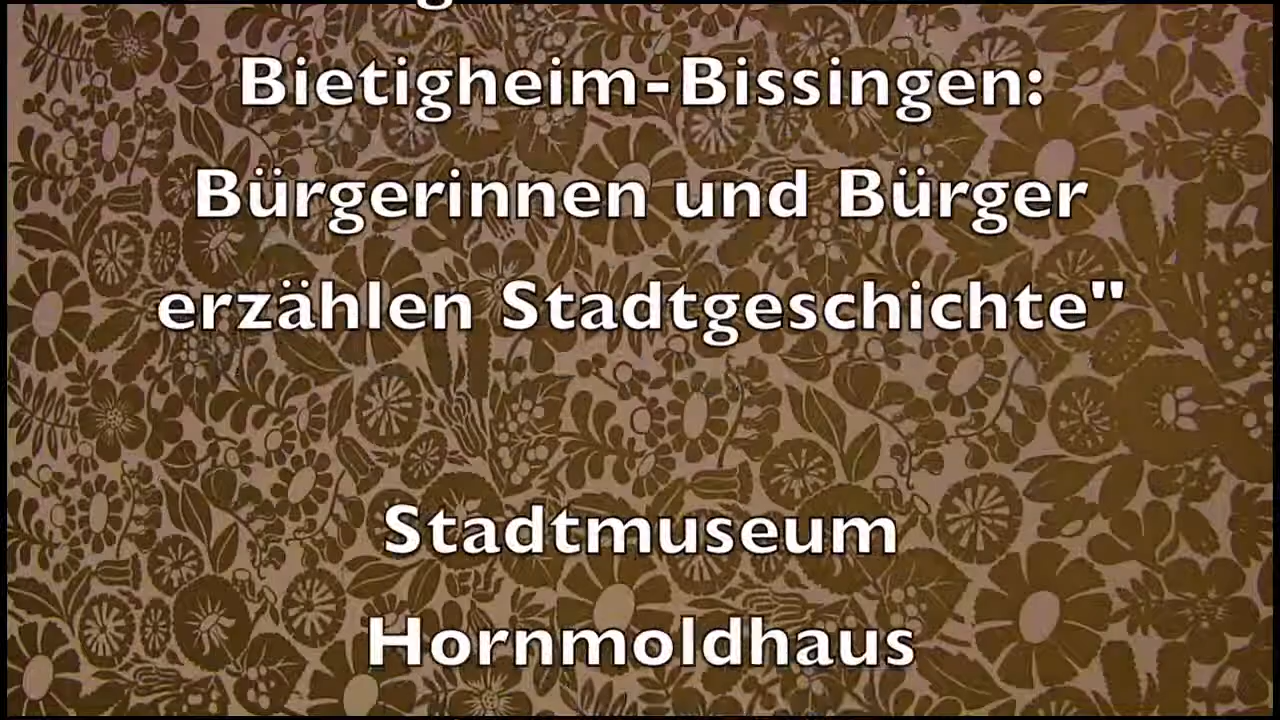 Bietigheim-Bissingen:
Bürgerinnen und Bürger
erzählen Stadtgeschichte"
Stadtmuseum
Hornmoldhaus